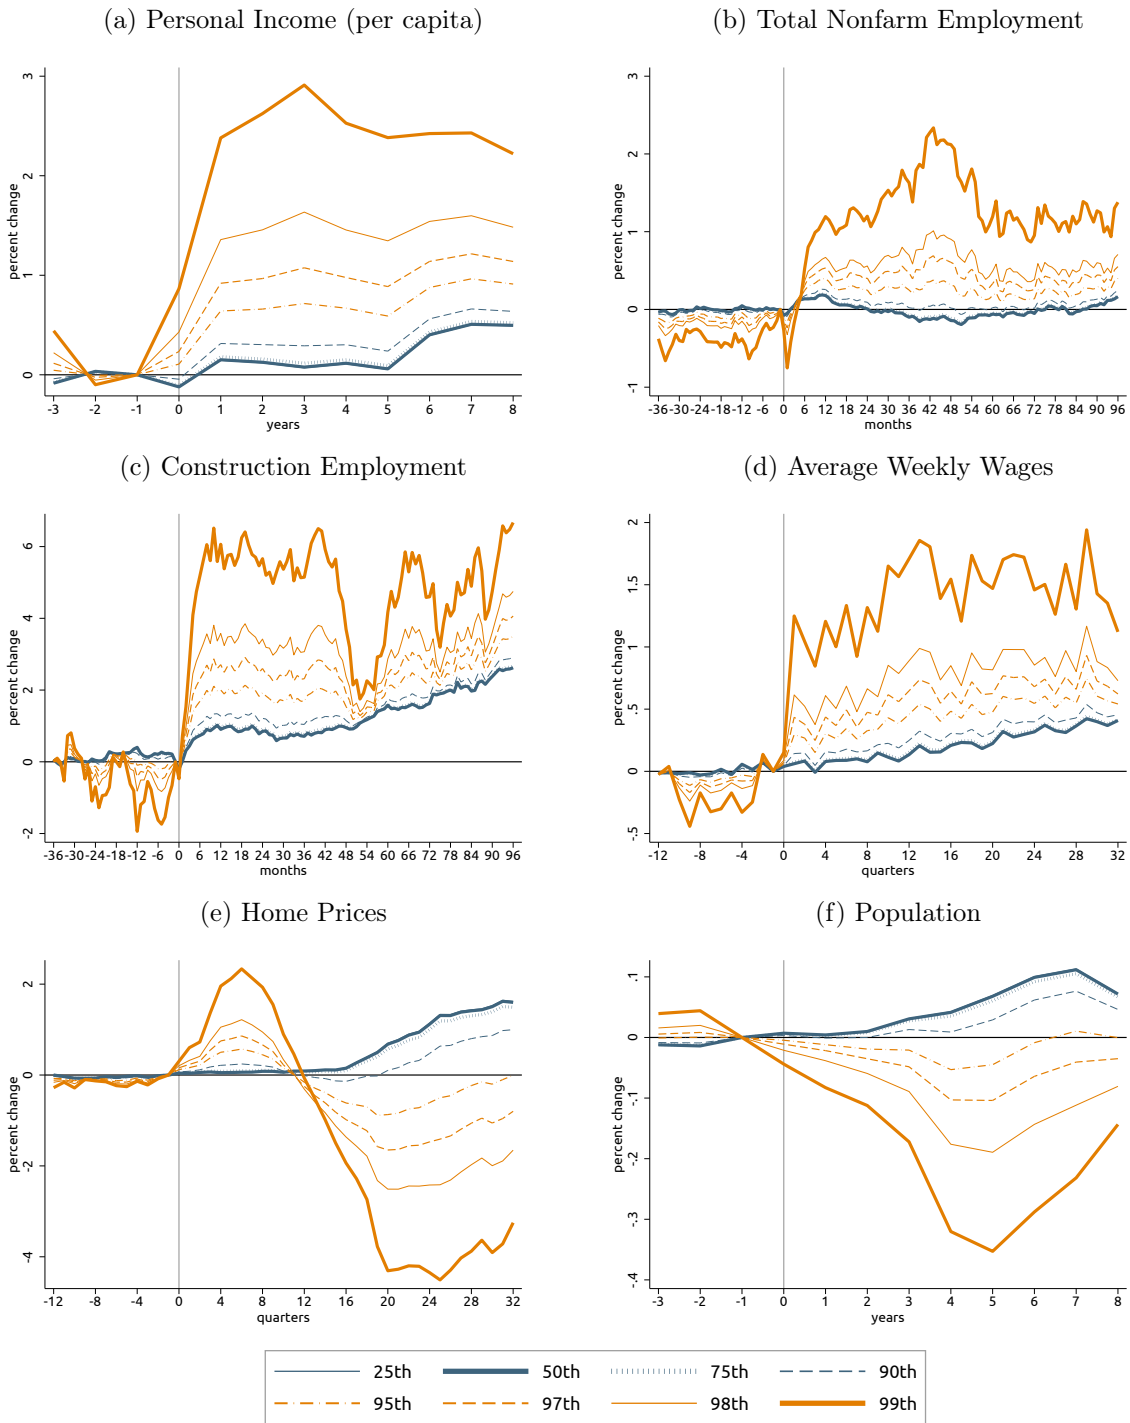 (a) Personal Income (per capita)
percent change
3
2
1
0
-3 -2 -1 0 1 2 3 4 5 6 7 8
years
(b) Total Nonfarm Employment
percent change
3
2
1
0
-1
-36 -30 -24 -18 -12 -6 0 6 12 18 24 30 36 42 48 54 60 66 72 78 84 90 96
months
(c) Construction Employment
percent change
6
4
2
0
-2
-36 -30 -24 -18 -12 -6 0 6 12 18 24 30 36 42 48 54 60 66 72 78 84 90 96
months
(d) Average Weekly Wages
percent change
2
1.5
1
.5
0
-.5
-12 -8 -4 0 4 8 12 16 20 24 28 32
quarters
(e) Home Prices
percent change
2
0
-2
-4
-12 -8 -4 0 4 8 12 16 20 24 28 32
quarters
(f) Population
percent change
.1
0
-.1
-.2
-.3
-.4
-3 -2 -1 0 1 2 3 4 5 6 7 8
years
25th 50th 75th 90th
95th 97th 98th 99th